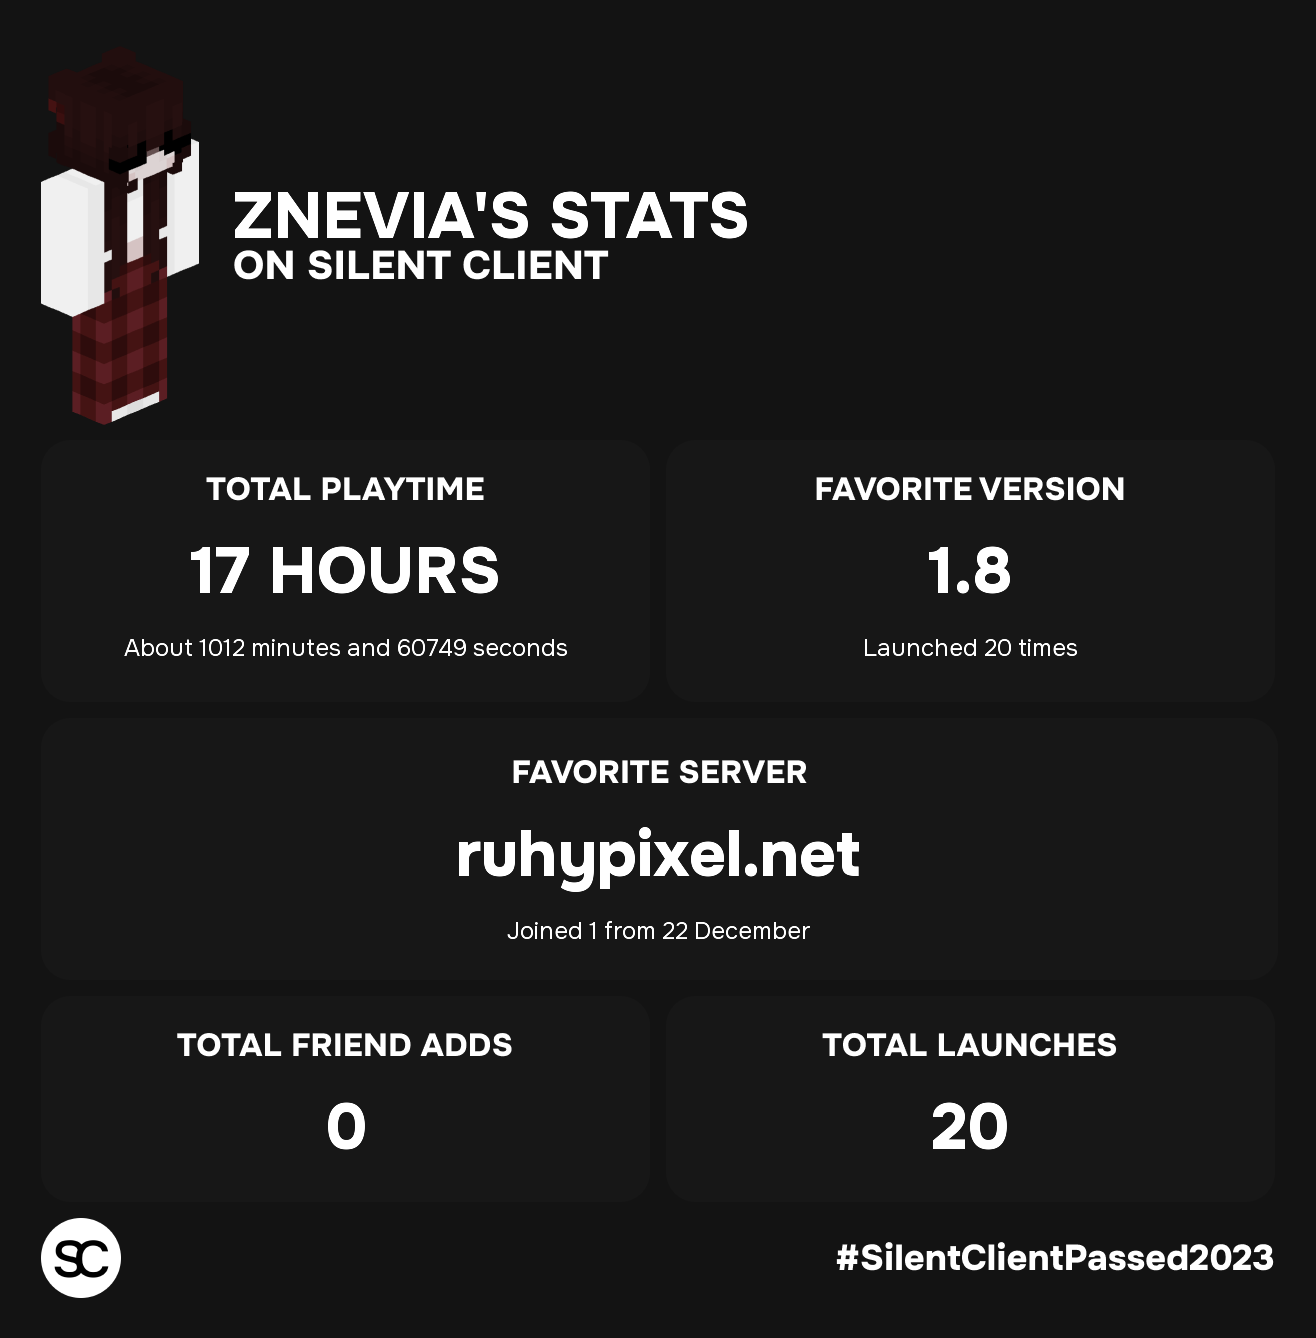 ZNEVIA'S STATS
ON SILENT CLIENT
TOTAL PLAYTIME
17 HOURS
About 1012 minutes and 60749 seconds
FAVORITE VERSION
1.8
Launched 20 times
FAVORITE SERVER
ruhypixel.net
Joined 1 from 22 December
TOTAL FRIEND ADDS
0
TOTAL LAUNCHES
20
SC
#SilentClientPassed2023